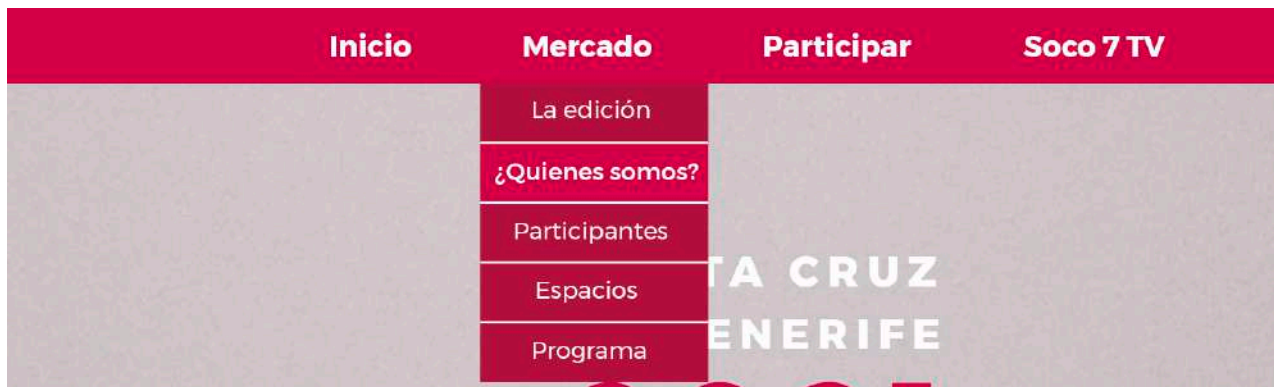 Inicio Mercado Participar Soco 7 TV
La edición
¿Quienes somos?
Participantes
Espacios
Programa
TA CRUZ
ENERIFE